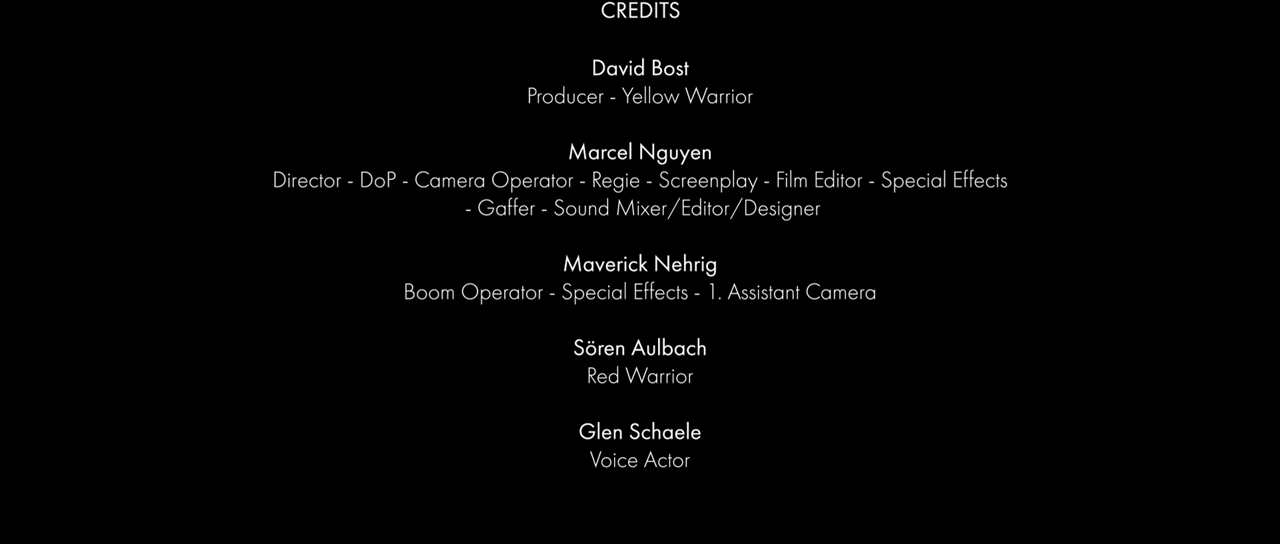 CREDITS
David Bost
Producer - Yellow Warrior
Marcel Nguyen
Director - DoP - Camera Operator - Regie - Screenplay - Film Editor - Special Effects
- Gaffer - Sound Mixer/Editor/Designer
Maverick Nehrig
Boom Operator - Special Effects - 1. Assistant Camera
Sören Aulbach
Red Warrior
Glen Schaele
Voice Actor